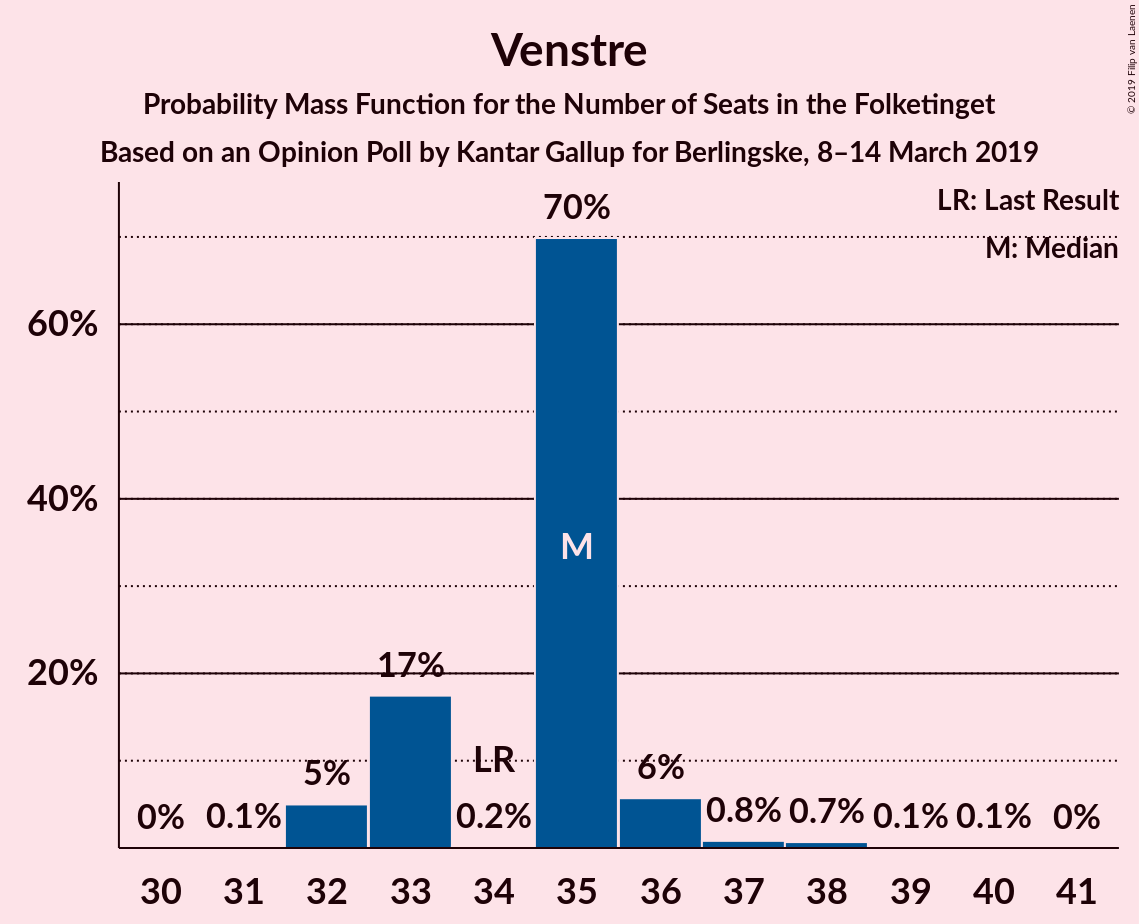 Venstre
Probability Mass Function for the Number of Seats in the Folketinget
Based on an Opinion Poll by Kantar Gallup for Berlingske, 8–14 March 2019
© 2019 Filip van Laenen
LR: Last Result
M: Median
60%
40%
20%
0%
0.1%
5%
17%
LR
0.2%
70%
M
6%
0.8%
0.7%
0.1%
0.1%
0%
30 31 32 33 34 35 36 37 38 39 40 41